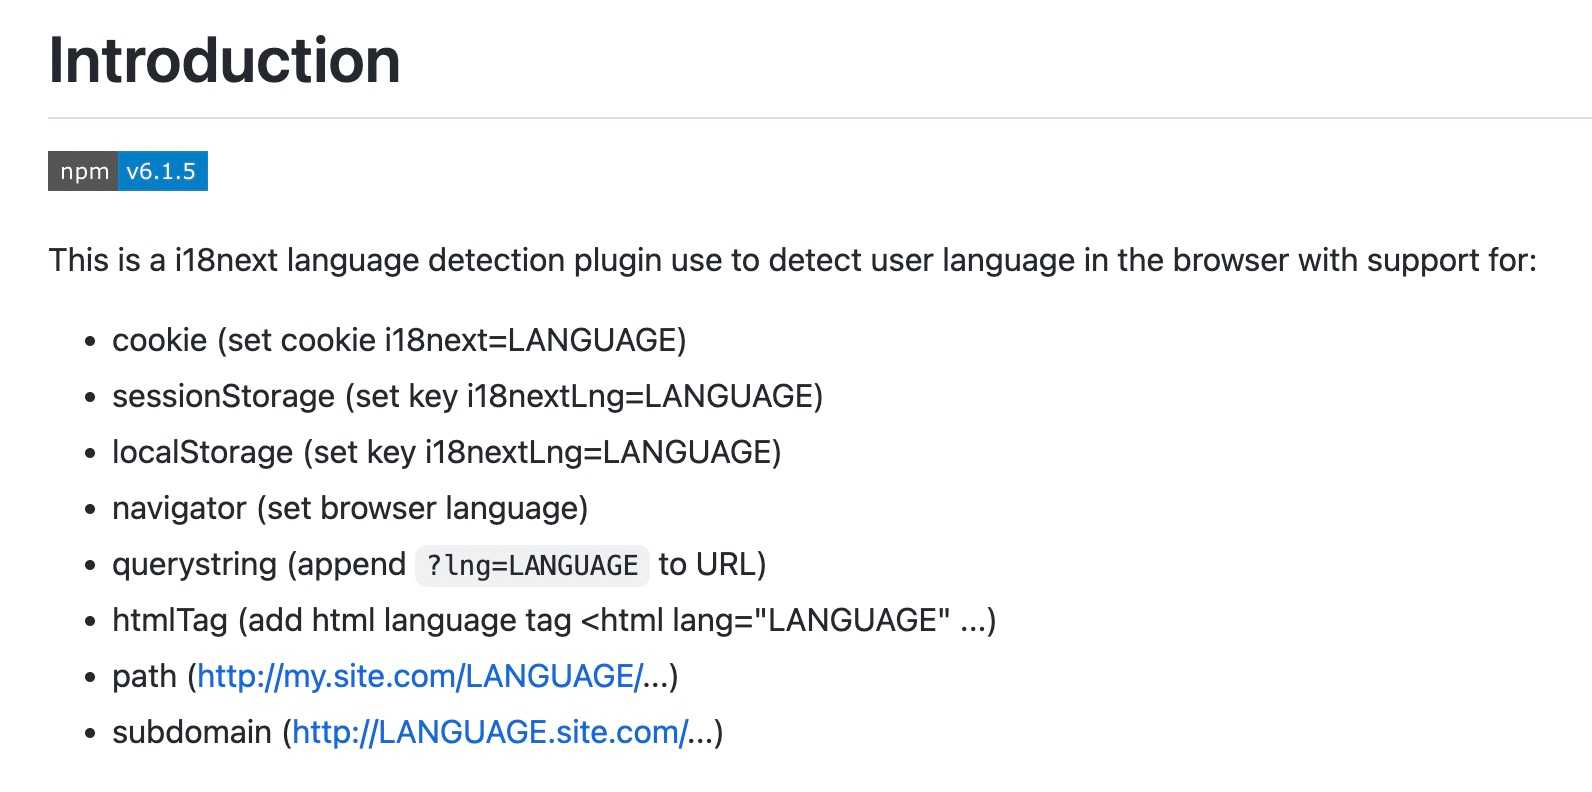 Introduction
npm v6.1.5
This is a i18next language detection plugin use to detect user language in the browser with support for:
• cookie (set cookie i18next=LANGUAGE)
• sessionStorage (set key i18nextLng=LANGUAGE)
• localStorage (set key i18nextLng=LANGUAGE)
• navigator (set browser language)
• querystring (append ?lng=LANGUAGE to URL)
• htmlTag (add html language tag <html lang="LANGUAGE" ...)
• path (http://my.site.com/LANGUAGE/...)
• subdomain (http://LANGUAGE.site.com/...)